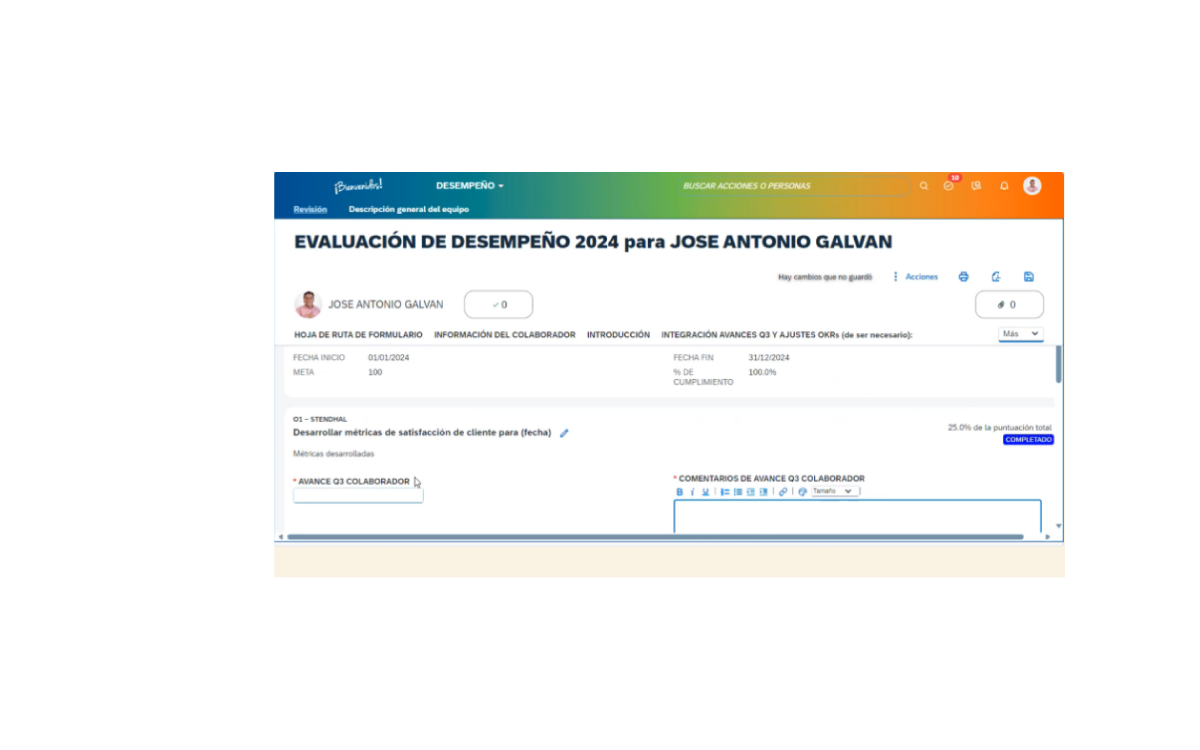 ¡Bienvenid@s!
DESEMPEÑO
BUSCAR ACCIONES O PERSONAS
10
Revisión
Descripción general del equipo
EVALUACIÓN DE DESEMPEÑO 2024 para JOSE ANTONIO GALVAN
Hay cambios que no guardó
Acciones
JOSE ANTONIO GALVAN
0
0
HOJA DE RUTA DE FORMULARIO
INFORMACIÓN DEL COLABORADOR
INTRODUCCIÓN
INTEGRACIÓN AVANCES Q3 Y AJUSTES OKRs (de ser necesario):
Más
FECHA INICIO 01/01/2024
FECHA FIN 31/12/2024
META 100
% DE CUMPLIMIENTO 100.0%
O1 – STENDHAL
Desarrollar métricas de satisfacción de cliente para (fecha)
25.0% de la puntuación total
COMPLETADO
Métricas desarrolladas
* AVANCE Q3 COLABORADOR
* COMENTARIOS DE AVANCE Q3 COLABORADOR
B I U
Tamaño